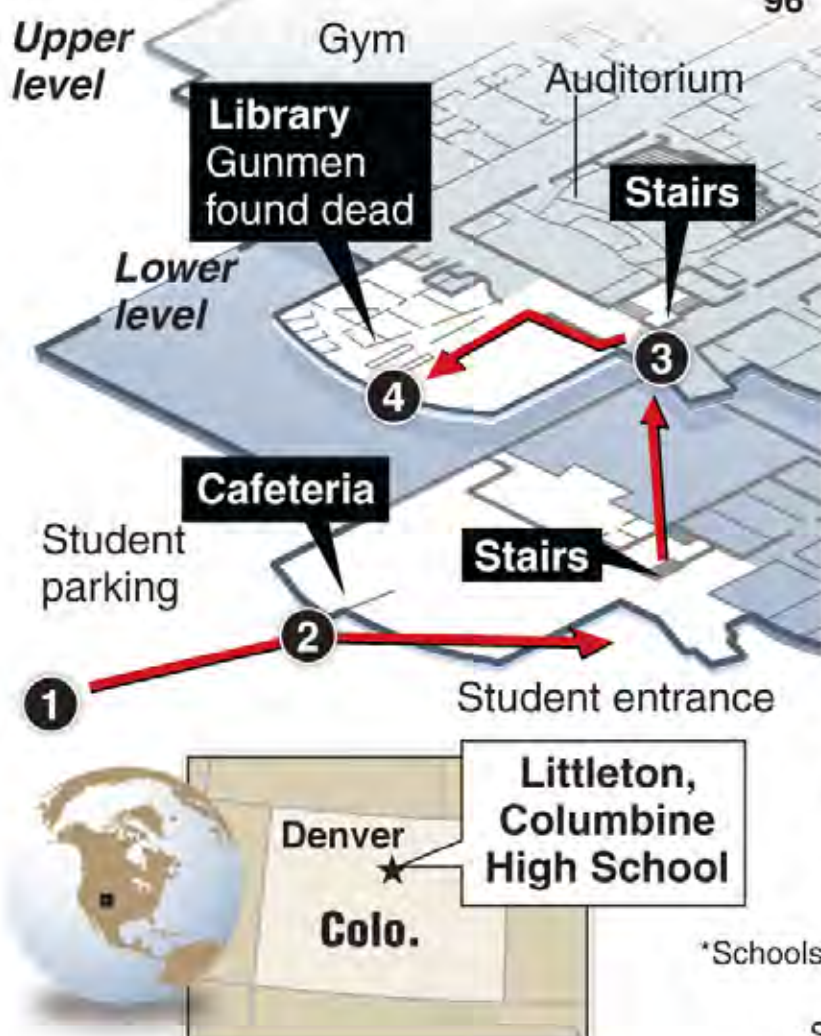 96
Upper
level
Gym
Auditorium
Library
Gunmen
found dead
Stairs
Lower
level
3
4
Cafeteria
Student
parking
Stairs
2
1
Student entrance
Littleton,
Columbine
High School
Denver
Colo.
*Schools